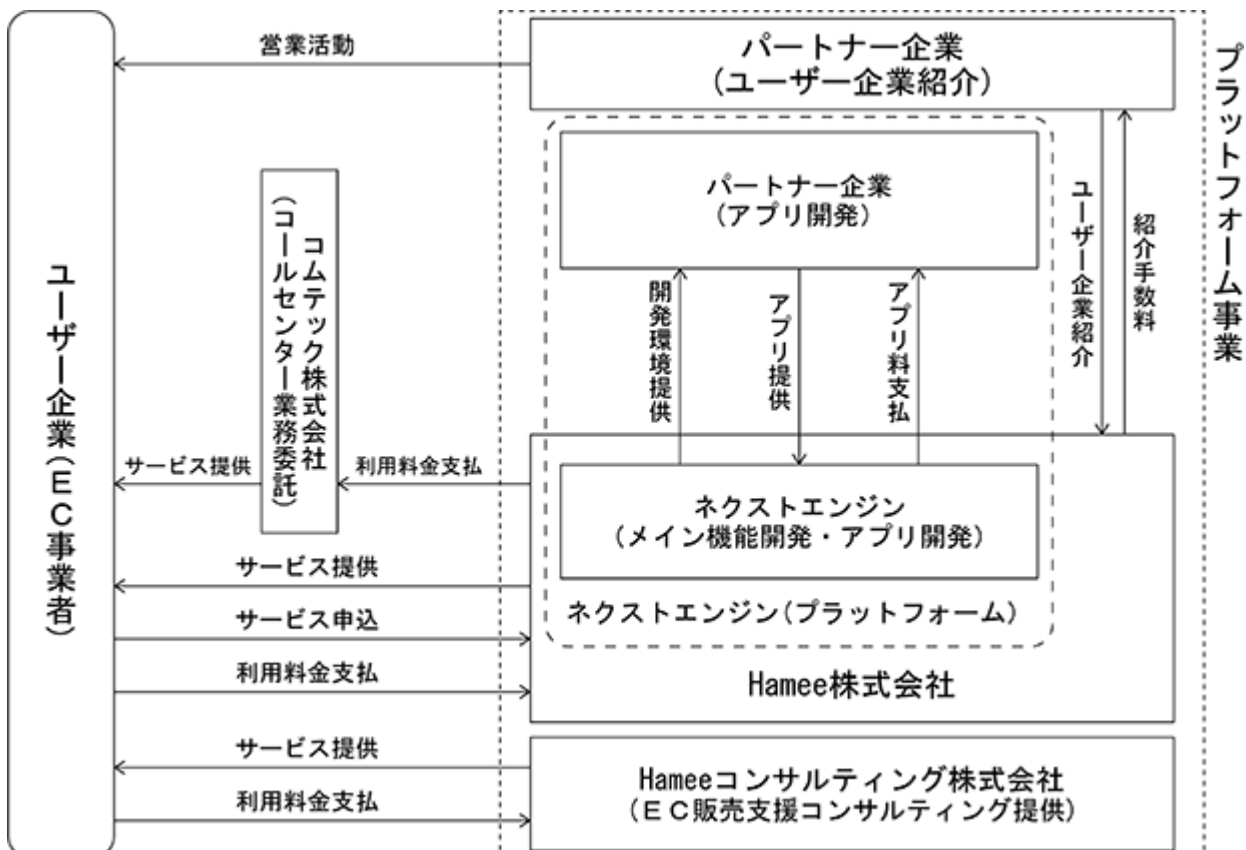 パートナー企業
(ユーザー企業紹介)
プラットフォーム事業
営業活動
パートナー企業
(アプリ開発)
ユーザー企業紹介
紹介手数料
コムテック株式会社
(コールセンター業務委託)
ユーザー企業(EC事業者)
開発環境提供
アプリ提供
アプリ料支払
サービス提供
利用料金支払
ネクストエンジン
(メイン機能開発・アプリ開発)
サービス提供
サービス申込
ネクストエンジン(プラットフォーム)
利用料金支払
Hamee株式会社
サービス提供
Hameeコンサルティング株式会社
(EC販売支援コンサルティング提供)
利用料金支払